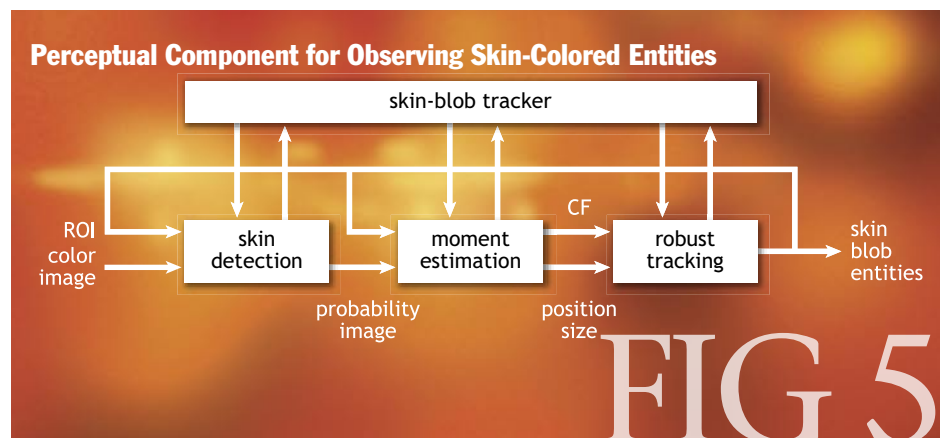 Perceptual Component for Observing Skin-Colored Entities
skin-blob tracker
ROI
color
image
skin
detection
probability
image
moment
estimation
CF
position
size
robust
tracking
skin
blob
entities
FIG 5